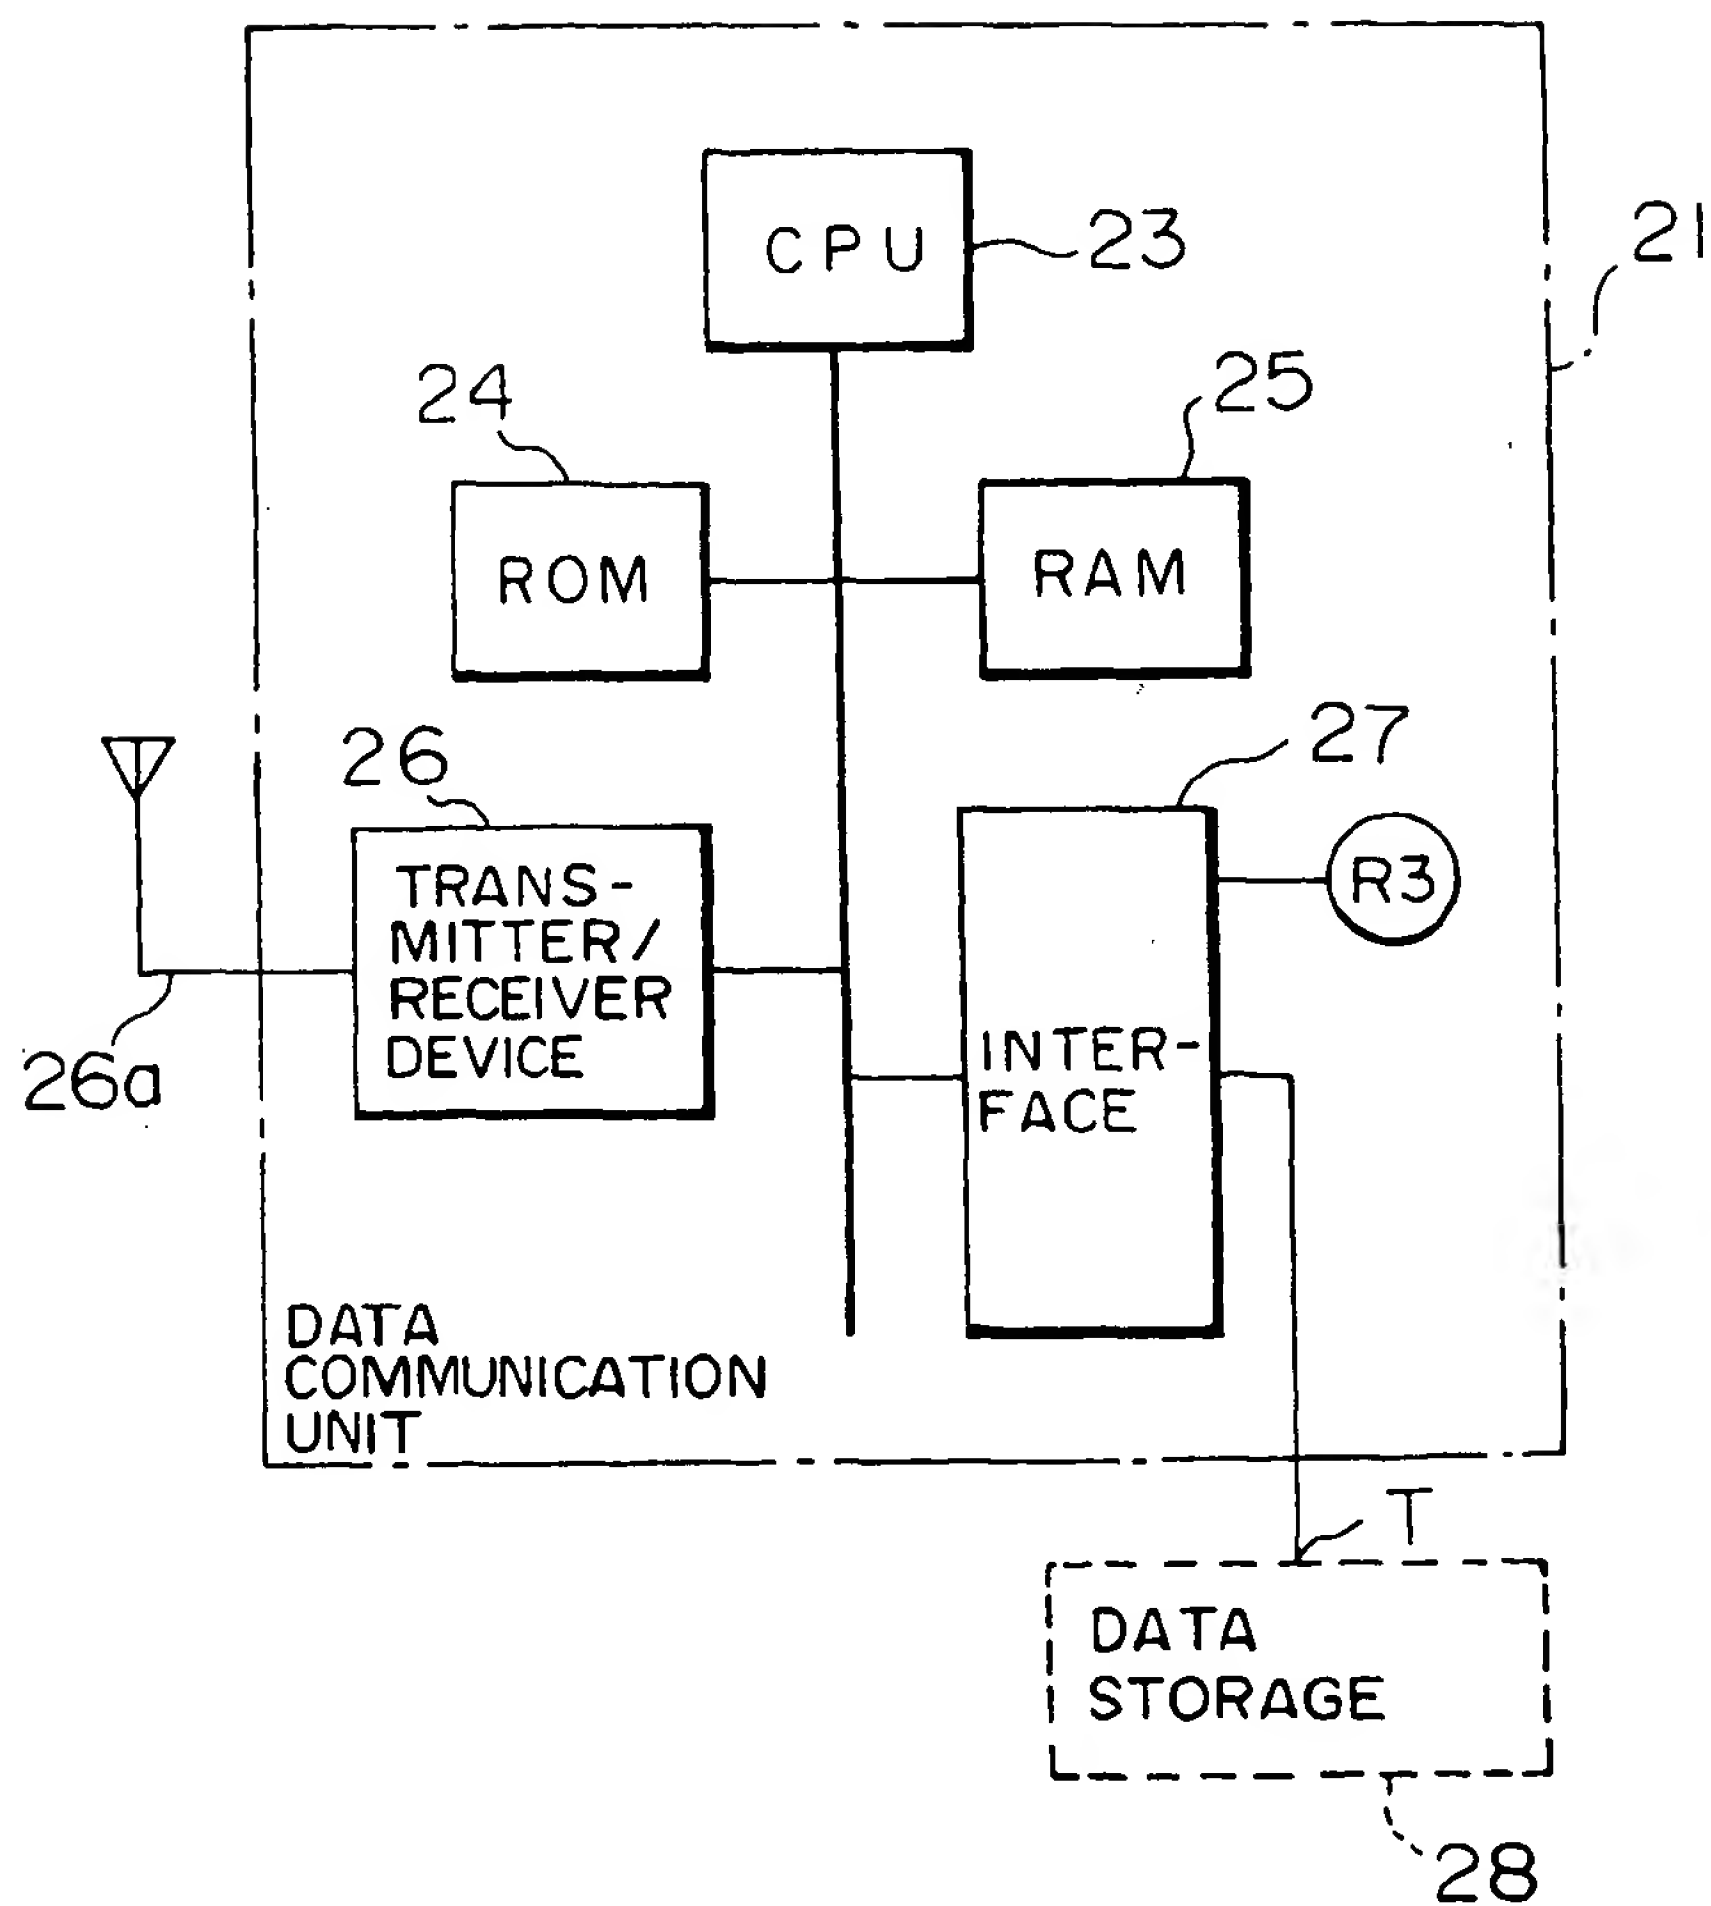 CPU
23
21
24
25
ROM
RAM
26
27
TRANS-
MITTER/
RECEIVER
DEVICE
R3
26a
INTER-
FACE
DATA
COMMUNICATION
UNIT
T
DATA
STORAGE
28